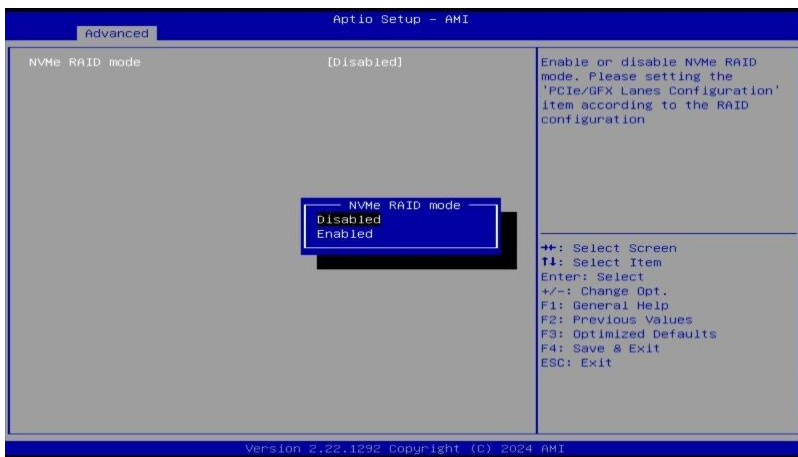 Aptio Setup - AMI
Advanced
NVMe RAID mode [Disabled]
Enable or disable NVMe RAID
mode. Please setting the
'PCIe/GFX Lanes Configuration'
item according to the RAID
configuration
NVMe RAID mode
Disabled
Enabled
→←: Select Screen
↑↓: Select Item
Enter: Select
+/-: Change Opt.
F1: General Help
F2: Previous Values
F3: Optimized Defaults
F4: Save & Exit
ESC: Exit
Version 2.22.1292 Copyright (C) 2024 AMI